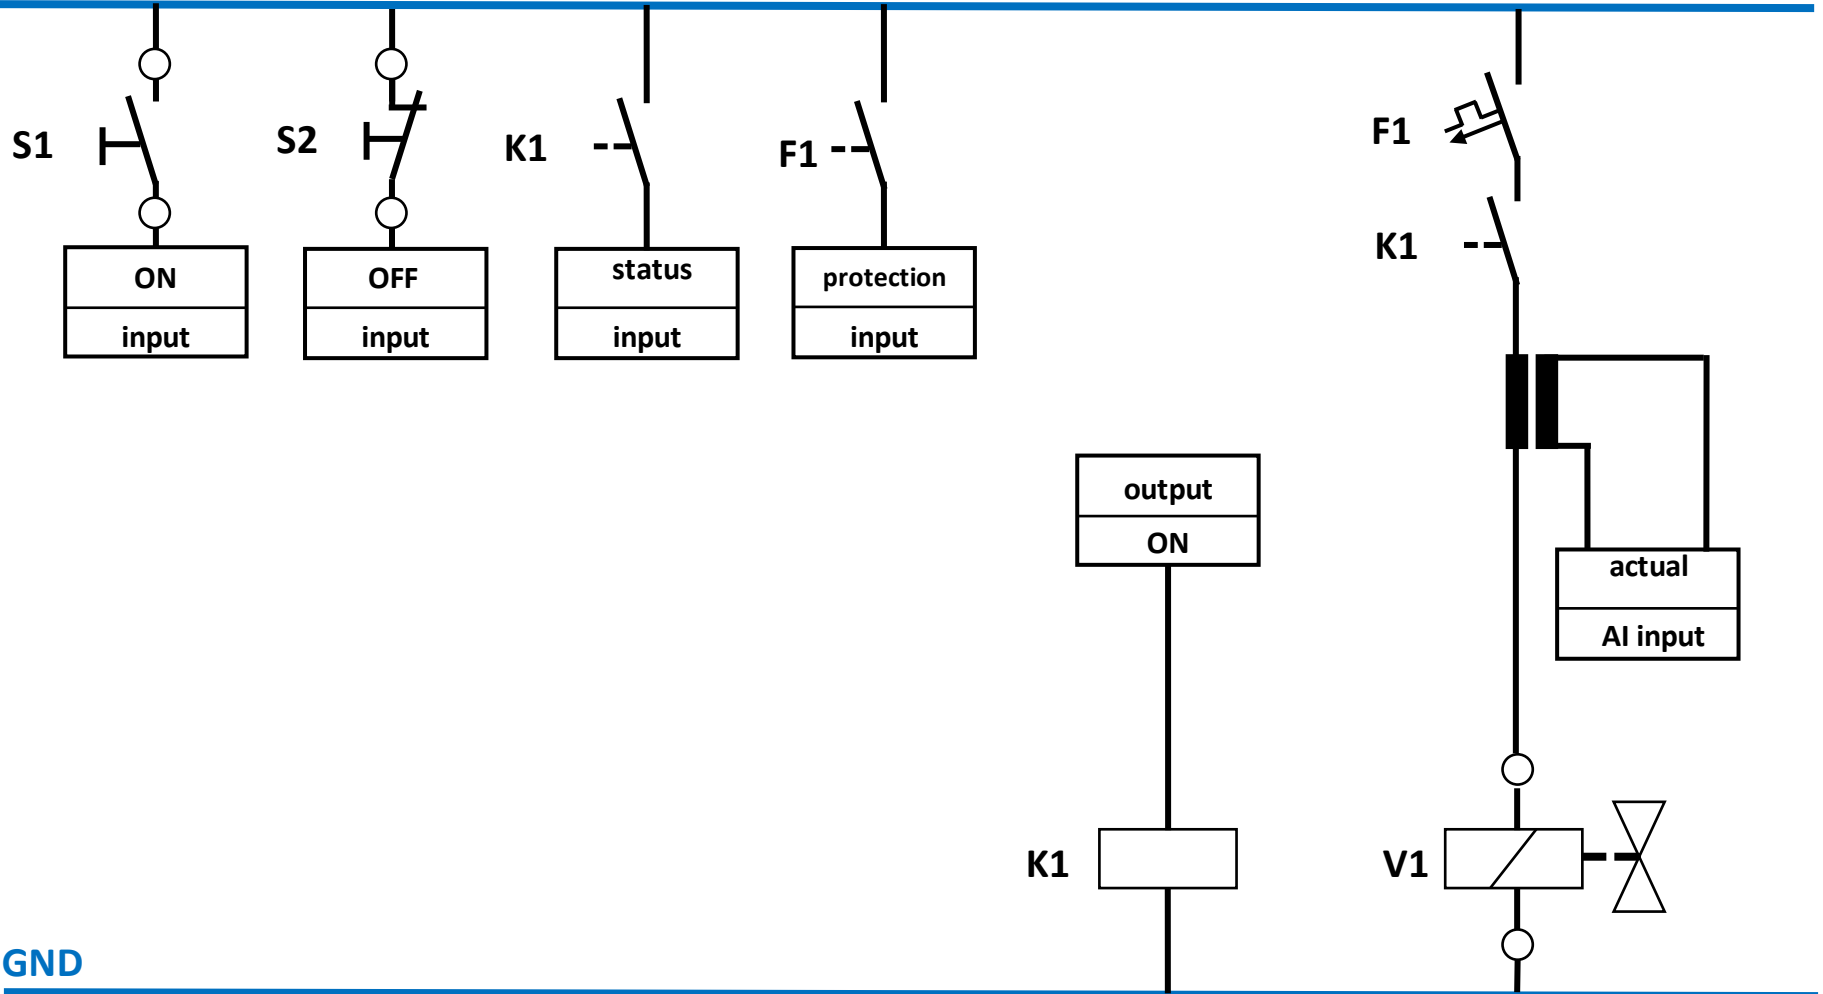 S1
S2
K1
F1
F1
K1
ON
input
OFF
input
status
input
protection
input
output
ON
actual
AI input
K1
V1
GND